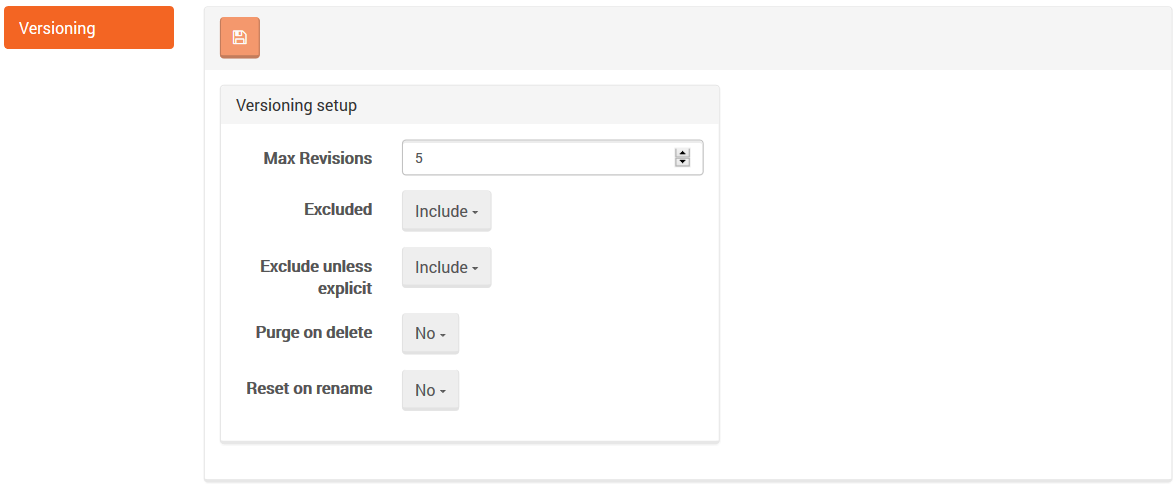 Versioning
Versioning setup
Max Revisions 5
Excluded Include
Exclude unless Include
explicit
Purge on delete No
Reset on rename No